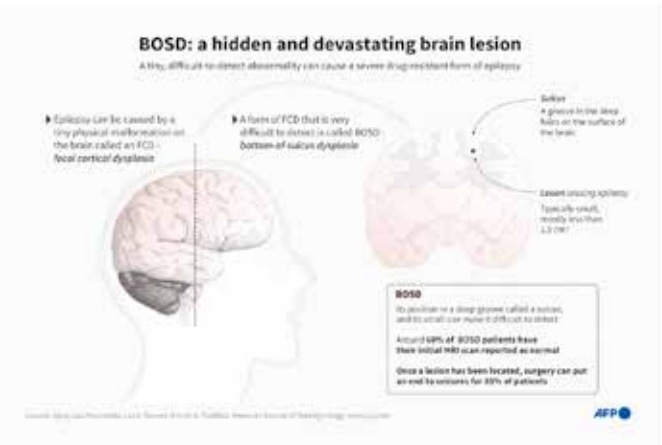 BOSD: a hidden and devastating brain lesion
A tiny, difficult-to-detect abnormality can cause a severe drug-resistant form of epilepsy
Epilepsy can be caused by a
tiny physical malformation on
the brain called an FCD -
focal cortical dysplasia
A form of FCD that is very
difficult to detect is called BOSD
bottom-of-sulcus dysplasia
Sulcus
A groove in the deep
folds on the surface of
the brain
Lesion causing epilepsy
Typically small,
mostly less than
BOSD
Its position in a deep groove called a sulcus,
and its small size make it difficult to detect
Around 60% of BOSD patients have
their initial MRI scan reported as normal
Once a lesion has been located, surgery can put
an end to seizures for of patients
AFP